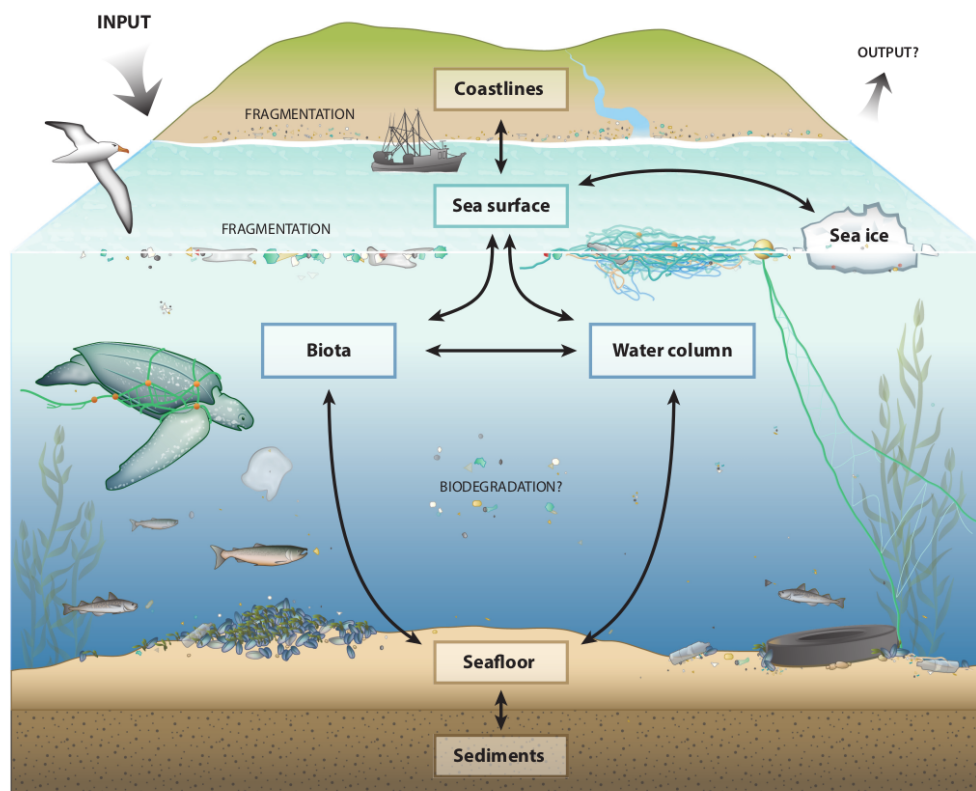 INPUT
OUTPUT?
Coastlines
FRAGMENTATION
Sea surface
FRAGMENTATION
Sea ice
Biota
Water column
BIODEGRADATION?
Seafloor
Sediments